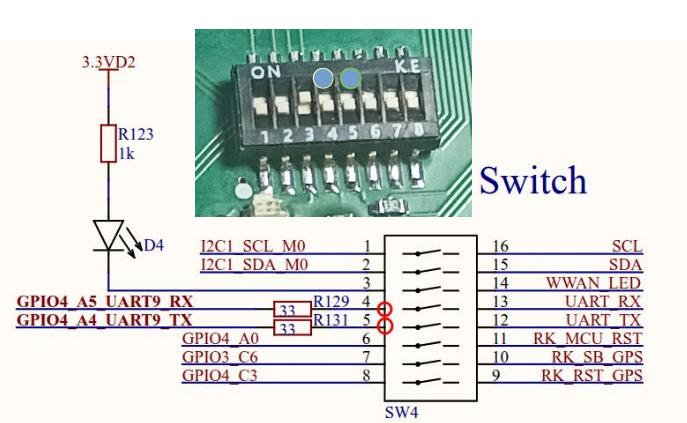 3.3VD2
ON KE
1 2 3 4 5 6 7 8
R123
1k
Switch
D4
I2C1_SCL_M0 1 16 SCL
I2C1_SDA_M0 2 15 SDA
3 14 WWAN_LED
GPIO4_A5_UART9_RX 33 R129 4 13 UART_RX
GPIO4_A4_UART9_TX 33 R131 5 12 UART_TX
GPIO4_A0 6 11 RK_MCU_RST
GPIO3_C6 7 10 RK_SB_GPS
GPIO4_C3 8 9 RK_RST_GPS
SW4